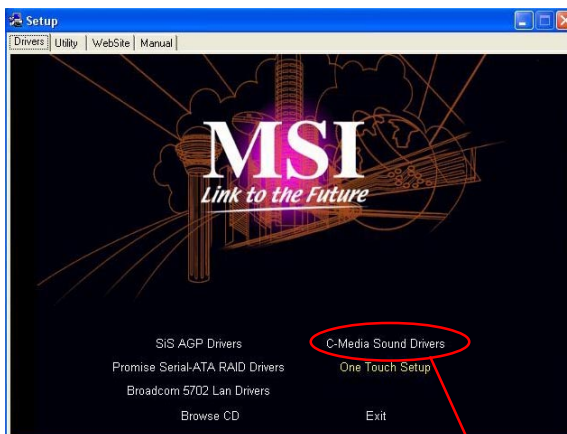 Setup
Drivers Utility WebSite Manual
MSI
Link to the Future
SiS AGP Drivers C-Media Sound Drivers
Promise Serial-ATA RAID Drivers One Touch Setup
Broadcom 5702 Lan Drivers
Browse CD Exit